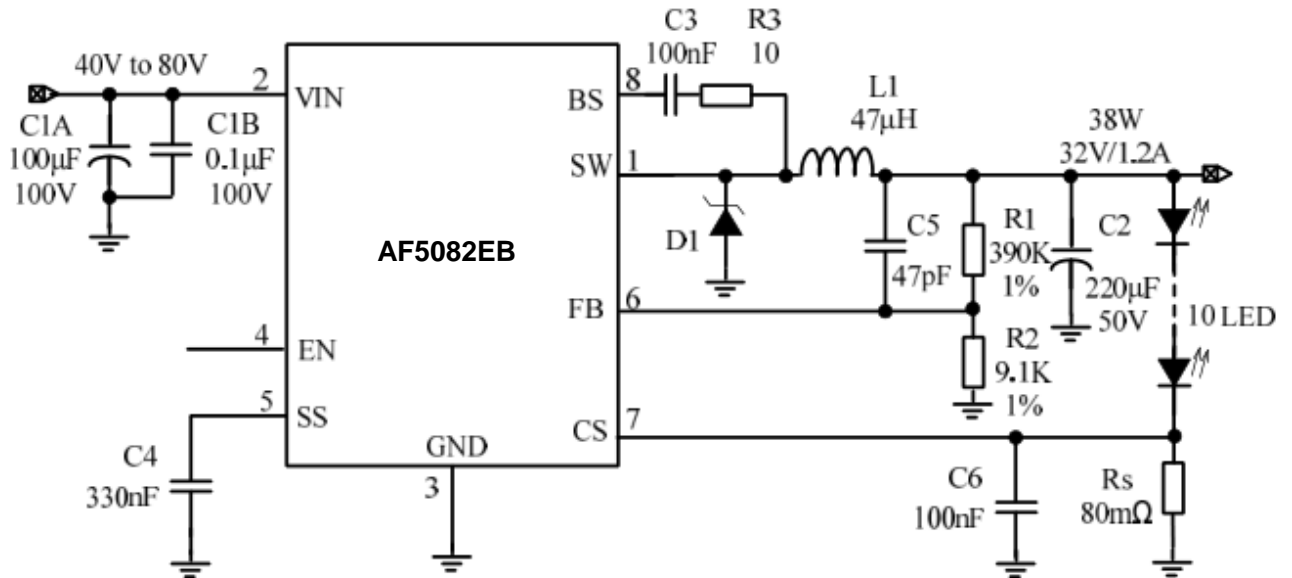 40V to 80V
2
VIN
C1A
100μF
100V
C1B
0.1μF
100V
AF5082EB
4
EN
5
SS
C4
330nF
GND
3
BS
8
C3
100nF
R3
10
SW
1
D1
L1
47μH
38W
32V/1.2A
C5
47pF
R1
390K
1%
C2
220μF
50V
FB
6
R2
9.1K
1%
10 LED
CS
7
C6
100nF
Rs
80mΩ